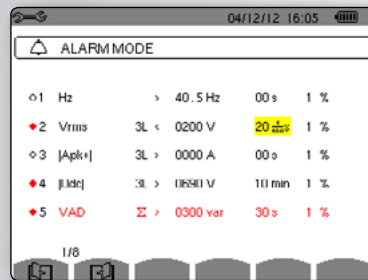 04/12/12 16:05
ALARM MODE
1 Hz > 40.5 Hz 00 s 1 %
2 Vrms 3L < 0200 V 20 s 1 %
3 |Apk+| 3L > 0000 A 00 s 1 %
4 |Udc| 3L > 0690 V 10 min 1 %
5 VAD Σ > 0300 var 30 s 1 %
1/8